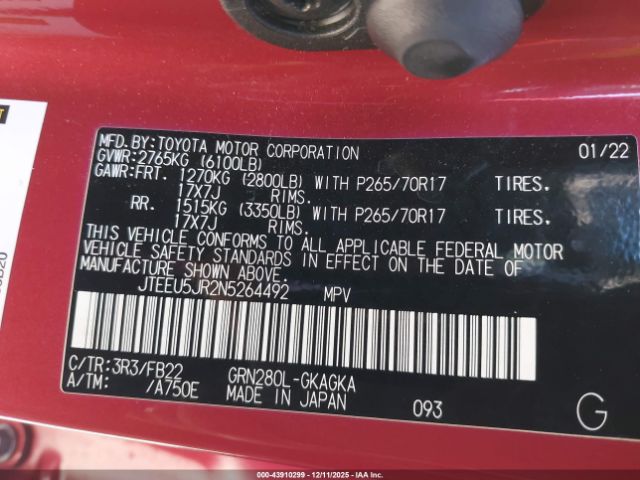 MFD.BY:TOYOTA MOTOR CORPORATION 01/22
GVWR:2765KG (6100LB)
GAWR:FRT. 1270KG (2800LB) WITH P265/70R17 TIRES.
17X7J RIMS.
RR. 1515KG (3350LB) WITH P265/70R17 TIRES.
17X7J RIMS.
THIS VEHICLE CONFORMS TO ALL APPLICABLE FEDERAL MOTOR
VEHICLE SAFETY STANDARDS IN EFFECT ON THE DATE OF
MANUFACTURE SHOWN ABOVE.
JTEEU5JR2N5264492 MPV
C/TR:3R3/FB22 GRN280L-GKAGKA
A/TM: /A750E MADE IN JAPAN 093 G
000-43910299 - 12/11/2025 - IAA Inc.